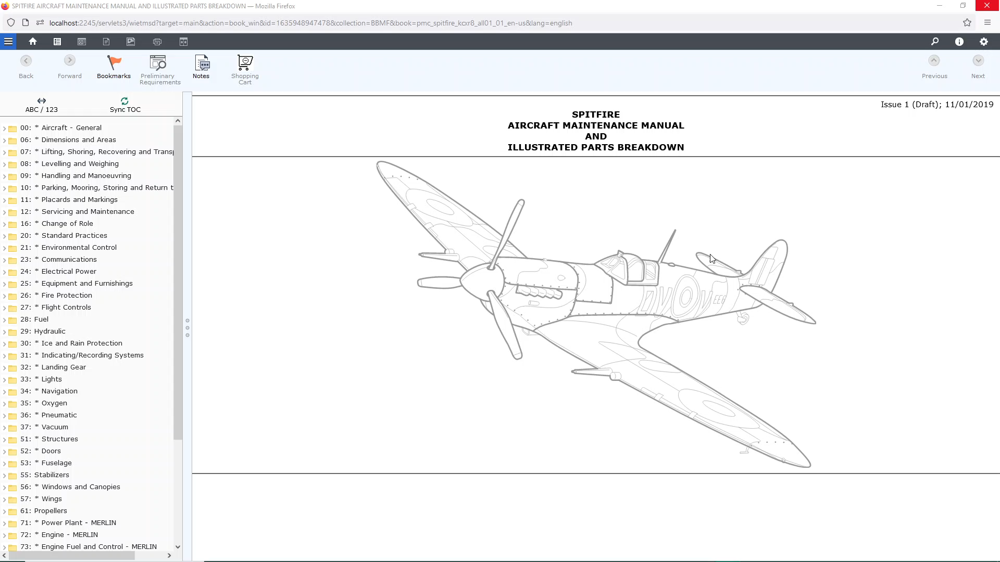 SPITFIRE AIRCRAFT MAINTENANCE MANUAL AND ILLUSTRATED PARTS BREAKDOWN — Mozilla Firefox
localhost:2245/servlets3/wietmsd?target=main&action=book_win&id=1635948947478&collection=BBMF&book=pmc_spitfire_kcxr8_all01_01_en-us&lang=english
Back
Forward
Bookmarks
Preliminary
Requirements
Notes
Shopping
Cart
Previous
Next
ABC / 123
Sync TOC
00: * Aircraft - General
06: * Dimensions and Areas
07: * Lifting, Shoring, Recovering and Transp
08: * Levelling and Weighing
09: * Handling and Manoeuvring
10: * Parking, Mooring, Storing and Return t
11: * Placards and Markings
12: * Servicing and Maintenance
16: * Change of Role
20: * Standard Practices
21: * Environmental Control
23: * Communications
24: * Electrical Power
25: * Equipment and Furnishings
26: * Fire Protection
27: * Flight Controls
28: Fuel
29: Hydraulic
30: * Ice and Rain Protection
31: * Indicating/Recording Systems
32: * Landing Gear
33: * Lights
34: * Navigation
35: * Oxygen
36: * Pneumatic
37: * Vacuum
51: * Structures
52: * Doors
53: * Fuselage
55: Stabilizers
56: * Windows and Canopies
57: * Wings
61: Propellers
71: * Power Plant - MERLIN
72: * Engine - MERLIN
73: * Engine Fuel and Control - MERLIN
Issue 1 (Draft); 11/01/2019
SPITFIRE
AIRCRAFT MAINTENANCE MANUAL
AND
ILLUSTRATED PARTS BREAKDOWN